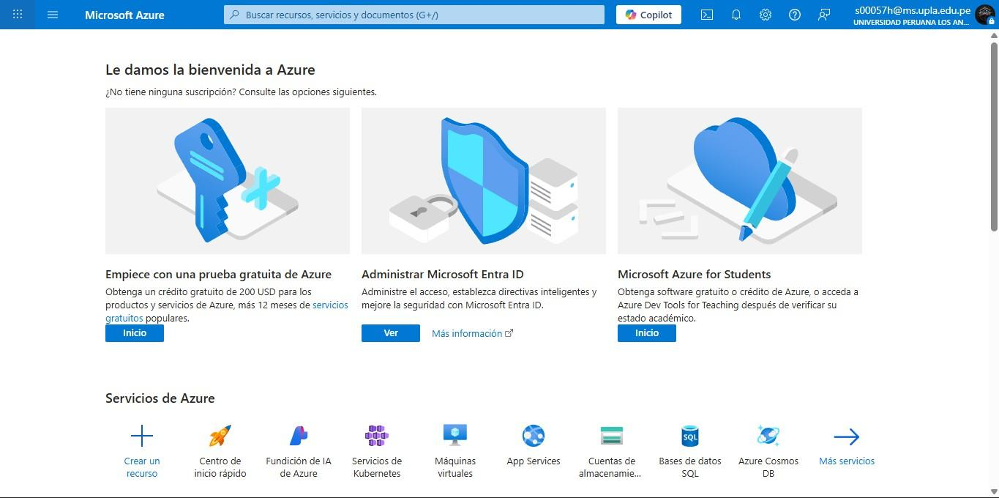 Microsoft Azure
Buscar recursos, servicios y documentos (G+/)
Copilot
s00057h@ms.upla.edu.pe
UNIVERSIDAD PERUANA LOS AN...
Le damos la bienvenida a Azure
¿No tiene ninguna suscripción? Consulte las opciones siguientes.
Empiece con una prueba gratuita de Azure
Obtenga un crédito gratuito de 200 USD para los
productos y servicios de Azure, más 12 meses de servicios
gratuitos populares.
Inicio
Administrar Microsoft Entra ID
Administre el acceso, establezca directivas inteligentes y
mejore la seguridad con Microsoft Entra ID.
Ver
Más información
Microsoft Azure for Students
Obtenga software gratuito o crédito de Azure, o acceda a
Azure Dev Tools for Teaching después de verificar su
estado académico.
Inicio
Servicios de Azure
Crear un
recurso
Centro de
inicio rápido
Fundición de IA
de Azure
Servicios de
Kubernetes
Máquinas
virtuales
App Services
Cuentas de
almacenamie...
SQL
Bases de datos
SQL
Azure Cosmos
DB
Más servicios